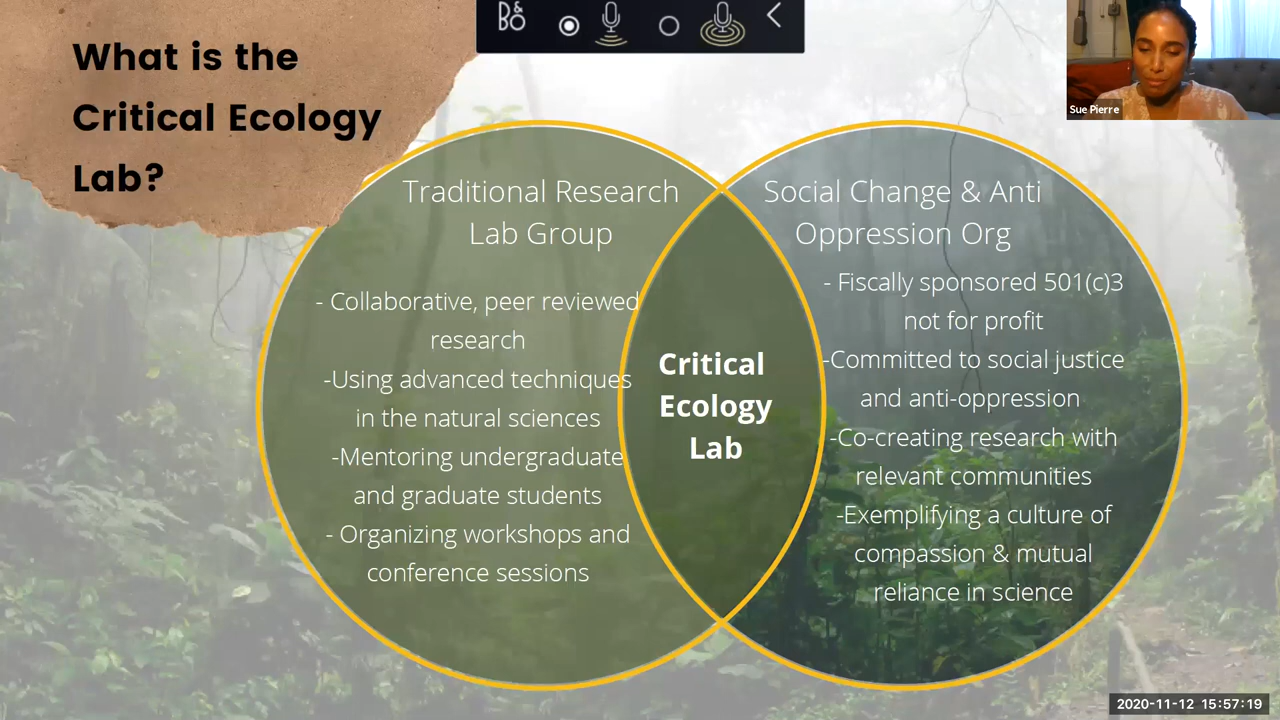 What is the
Critical Ecology
Lab?
B&O
Sue Pierre
Traditional Research
Lab Group
- Collaborative, peer reviewed
research
-Using advanced techniques
in the natural sciences
-Mentoring undergraduate
and graduate students
- Organizing workshops and
conference sessions
Critical
Ecology
Lab
Social Change & Anti
Oppression Org
- Fiscally sponsored 501(c)3
not for profit
-Committed to social justice
and anti-oppression
-Co-creating research with
relevant communities
-Exemplifying a culture of
compassion & mutual
reliance in science
2020-11-12 15:57:19